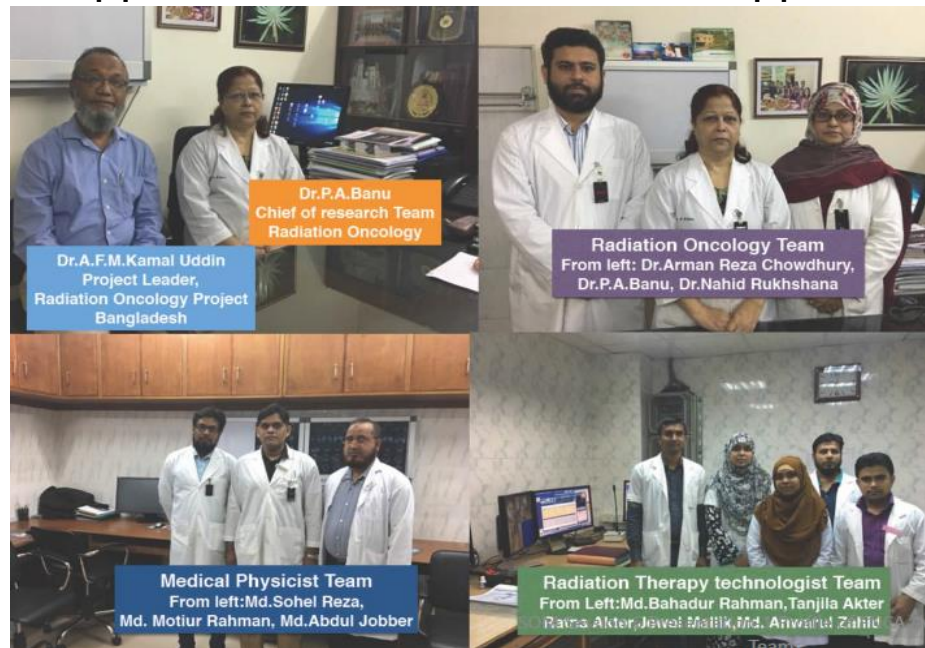 Dr.P.A.Banu
Chief of research Team
Radiation Oncology
Dr.A.F.M.Kamal Uddin
Project Leader,
Radiation Oncology Project
Bangladesh
Radiation Oncology Team
From left: Dr.Arman Reza Chowdhury,
Dr.P.A.Banu, Dr.Nahid Rukhshana
Medical Physicist Team
From left:Md.Sohel Reza,
Md. Motiur Rahman, Md.Abdul Jobber
Radiation Therapy technologist Team
From Left:Md.Bahadur Rahman,Tanjila Akter
Ratna Akter,Jewel Malik,Md. Anwarul Zahid
Team